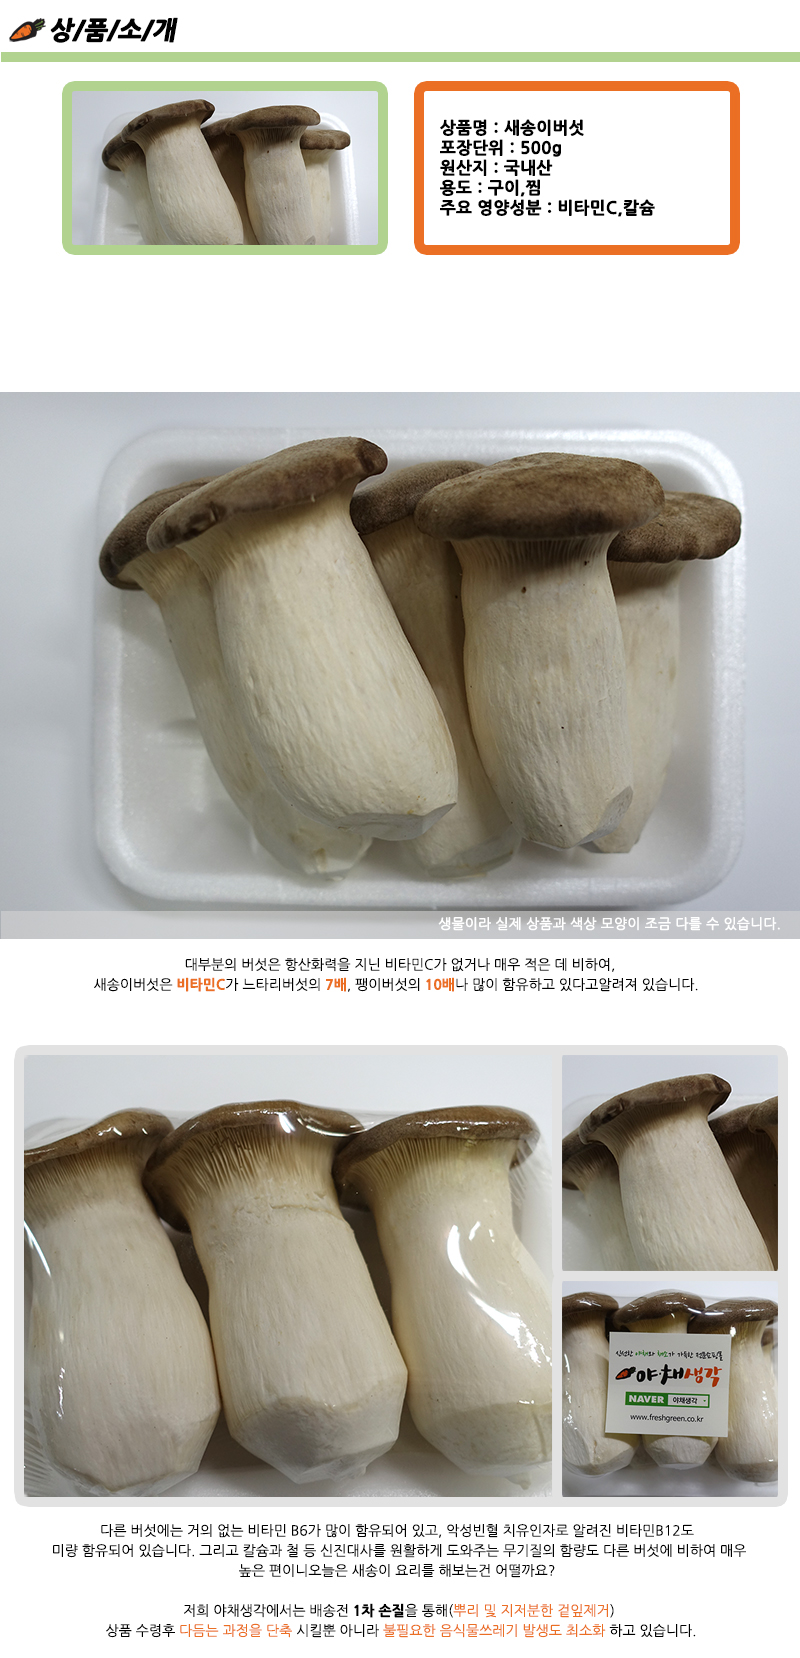 상/품/소/개
상품명 : 새송이버섯
포장단위 : 500g
원산지 : 국내산
용도 : 구이,찜
주요 영양성분 : 비타민C,칼슘
생물이라 실제 상품과 색상 모양이 조금 다를 수 있습니다.
대부분의 버섯은 항산화력을 지닌 비타민C가 없거나 매우 적은 데 비하여,
새송이버섯은 비타민C가 느타리버섯의 7배, 팽이버섯의 10배나 많이 함유하고 있다고알려져 있습니다.
신선한 야채와 채소가 가득한 전문쇼핑몰
야·채생각
NAVER 야채생각
www.freshgreen.co.kr
다른 버섯에는 거의 없는 비타민 B6가 많이 함유되어 있고, 악성빈혈 치유인자로 알려진 비타민B12도
미량 함유되어 있습니다. 그리고 칼슘과 철 등 신진대사를 원활하게 도와주는 무기질의 함량도 다른 버섯에 비하여 매우
높은 편이니오늘은 새송이 요리를 해보는건 어떨까요?
저희 야채생각에서는 배송전 1차 손질을 통해(뿌리 및 지저분한 겉잎제거)
상품 수령후 다듬는 과정을 단축 시킬뿐 아니라 불필요한 음식물쓰레기 발생도 최소화 하고 있습니다.